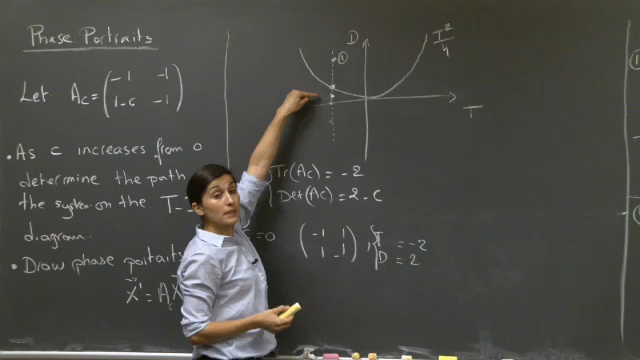 Phase Portraits
Let A_C = ( -1 -1
1-C -1 )
• As C increases from 0
determine the path
the system on the T-
diagram.
• Draw phase portraits
X' = A_C X
D
①
T²/4
T
Tr(A_C) = -2
Det(A_C) = 2 - C
= 0
( -1 1
1 -1 ) , { T = -2
D = 2